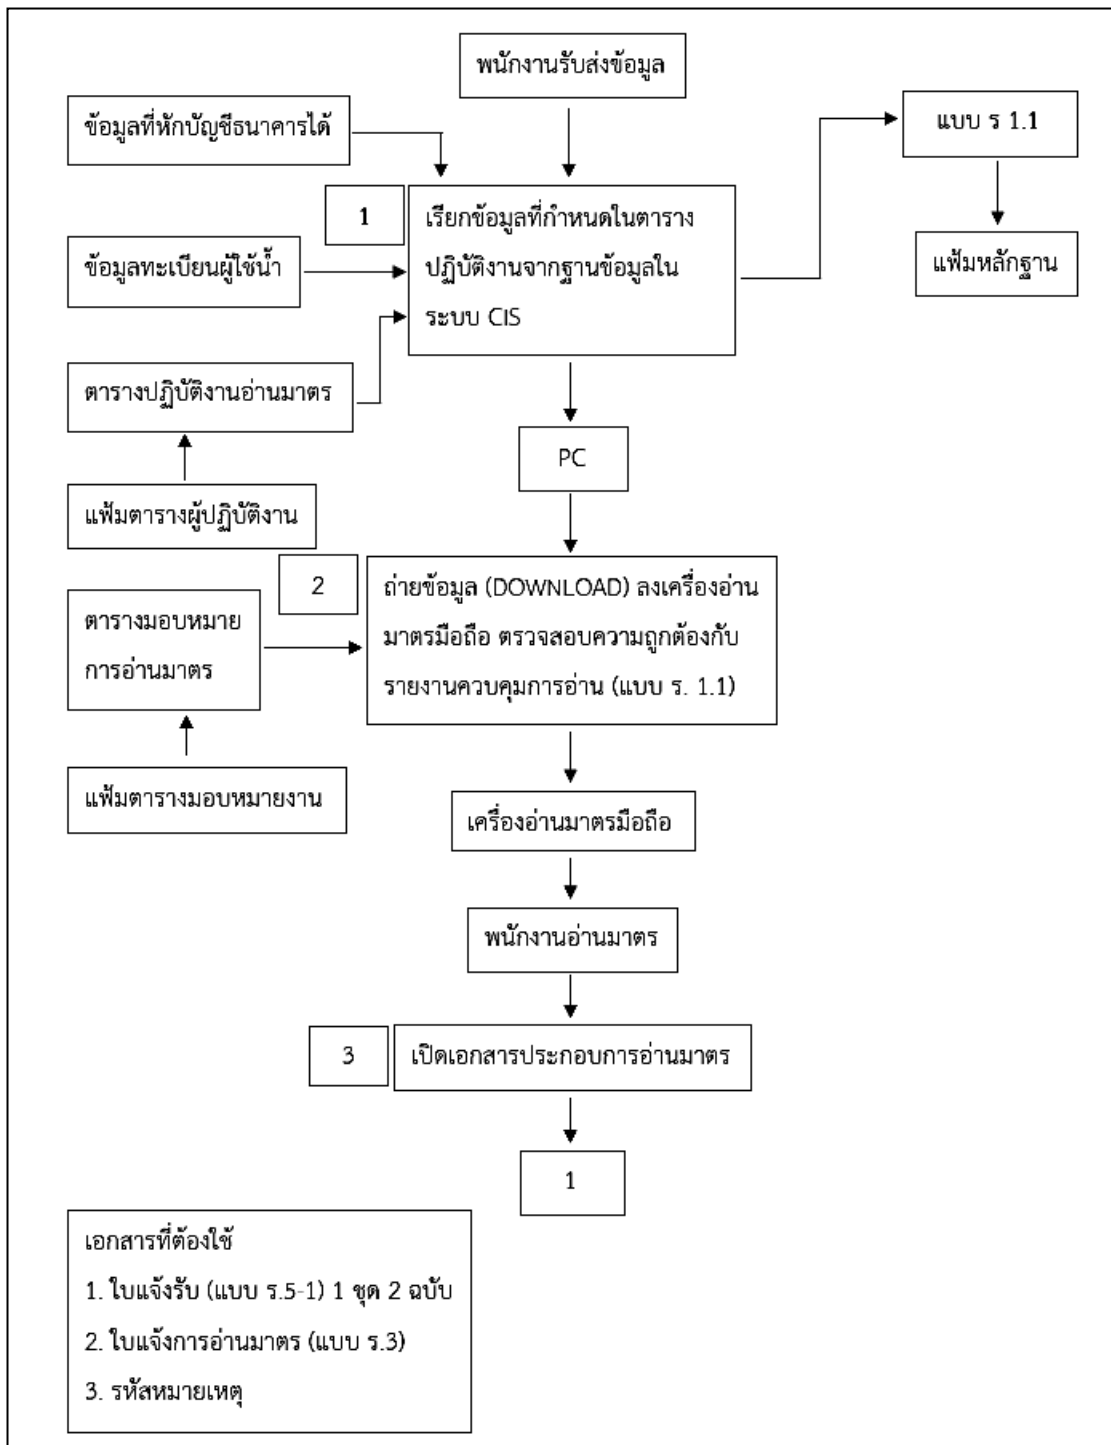 พนักงานรับส่งข้อมูล
ข้อมูลที่หักบัญชีธนาคารได้
แบบ ร 1.1
1
เรียกข้อมูลที่กำหนดในตาราง
ปฏิบัติงานจากฐานข้อมูลใน
ระบบ CIS
ข้อมูลทะเบียนผู้ใช้น้ำ
แฟ้มหลักฐาน
ตารางปฏิบัติงานอ่านมาตร
PC
แฟ้มตารางผู้ปฏิบัติงาน
2
ถ่ายข้อมูล (DOWNLOAD) ลงเครื่องอ่าน
มาตรมือถือ ตรวจสอบความถูกต้องกับ
รายงานควบคุมการอ่าน (แบบ ร. 1.1)
ตารางมอบหมาย
การอ่านมาตร
แฟ้มตารางมอบหมายงาน
เครื่องอ่านมาตรมือถือ
พนักงานอ่านมาตร
3
เปิดเอกสารประกอบการอ่านมาตร
1
เอกสารที่ต้องใช้
1. ใบแจ้งรับ (แบบ ร.5-1) 1 ชุด 2 ฉบับ
2. ใบแจ้งการอ่านมาตร (แบบ ร.3)
3. รหัสหมายเหตุ